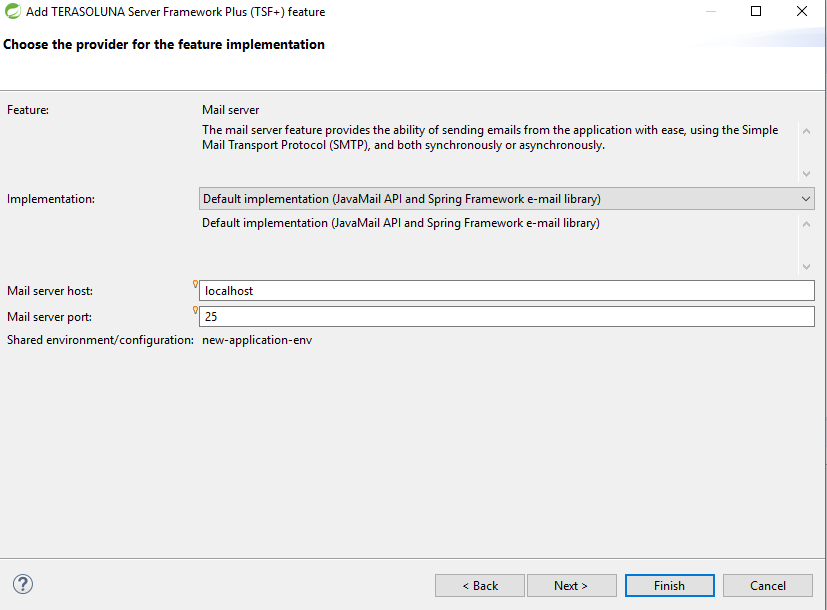 Add TERASOLUNA Server Framework Plus (TSF+) feature
Choose the provider for the feature implementation
Feature: Mail server
The mail server feature provides the ability of sending emails from the application with ease, using the Simple
Mail Transport Protocol (SMTP), and both synchronously or asynchronously.
Implementation: Default implementation (JavaMail API and Spring Framework e-mail library)
Default implementation (JavaMail API and Spring Framework e-mail library)
Mail server host: localhost
Mail server port: 25
Shared environment/configuration: new-application-env
? < Back Next > Finish Cancel